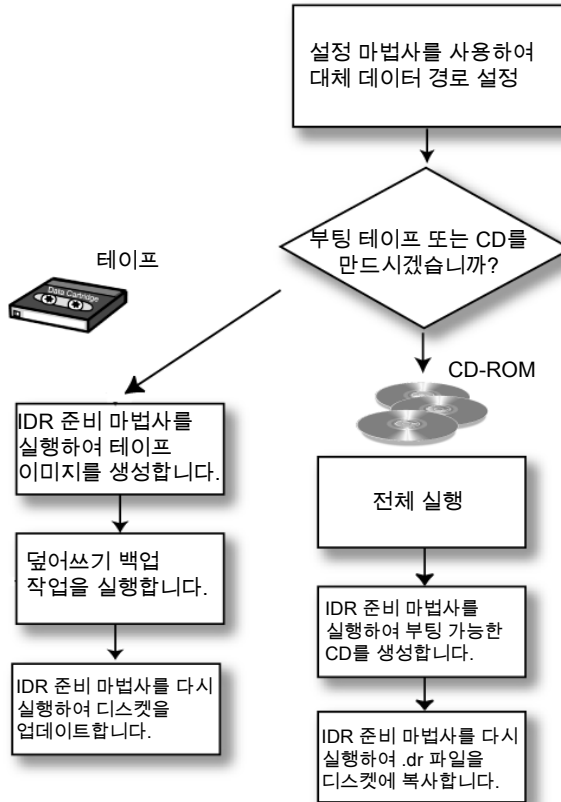 설정 마법사를 사용하여
대체 데이터 경로 설정
부팅 테이프 또는 CD를
만드시겠습니까?
테이프
Data Cartridge
CD-ROM
IDR 준비 마법사를
실행하여 테이프
이미지를 생성합니다.
덮어쓰기 백업
작업을 실행합니다.
IDR 준비 마법사를 다시
실행하여 디스켓을
업데이트합니다.
전체 실행
IDR 준비 마법사를
실행하여 부팅 가능한
CD를 생성합니다.
IDR 준비 마법사를 다시
실행하여 .dr 파일을
디스켓에 복사합니다.